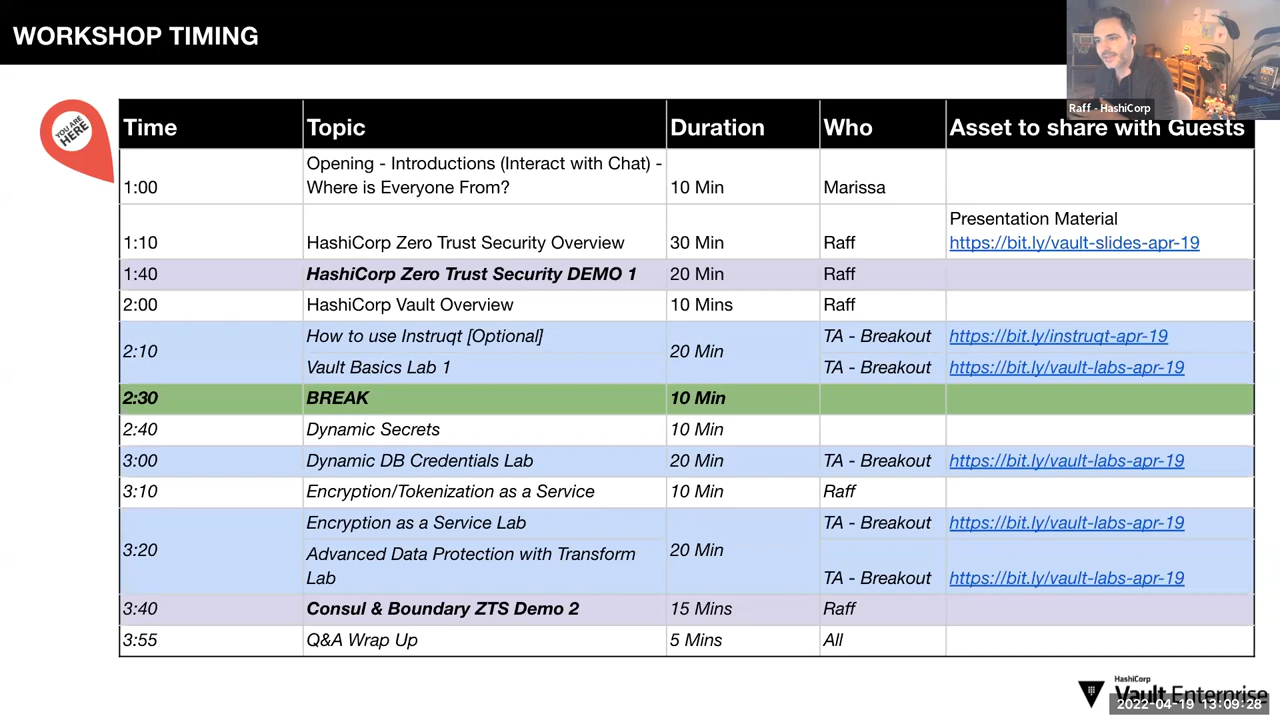 WORKSHOP TIMING
Raff - HashiCorp
YOU ARE
HERE
Time Topic Duration Who Asset to share with Guests
Opening - Introductions (Interact with Chat) -
1:00 Where is Everyone From? 10 Min Marissa
Presentation Material
1:10 HashiCorp Zero Trust Security Overview 30 Min Raff https://bit.ly/vault-slides-apr-19
1:40 HashiCorp Zero Trust Security DEMO 1 20 Min Raff
2:00 HashiCorp Vault Overview 10 Mins Raff
How to use Instruqt [Optional] TA - Breakout https://bit.ly/instruqt-apr-19
2:10 20 Min
Vault Basics Lab 1 TA - Breakout https://bit.ly/vault-labs-apr-19
2:30 BREAK 10 Min
2:40 Dynamic Secrets 10 Min
3:00 Dynamic DB Credentials Lab 20 Min TA - Breakout https://bit.ly/vault-labs-apr-19
3:10 Encryption/Tokenization as a Service 10 Min Raff
Encryption as a Service Lab TA - Breakout https://bit.ly/vault-labs-apr-19
3:20 Advanced Data Protection with Transform 20 Min
Lab TA - Breakout https://bit.ly/vault-labs-apr-19
3:40 Consul & Boundary ZTS Demo 2 15 Mins Raff
3:55 Q&A Wrap Up 5 Mins All
HashiCorp
Vault Enterprise
2022-04-19 13:09:28